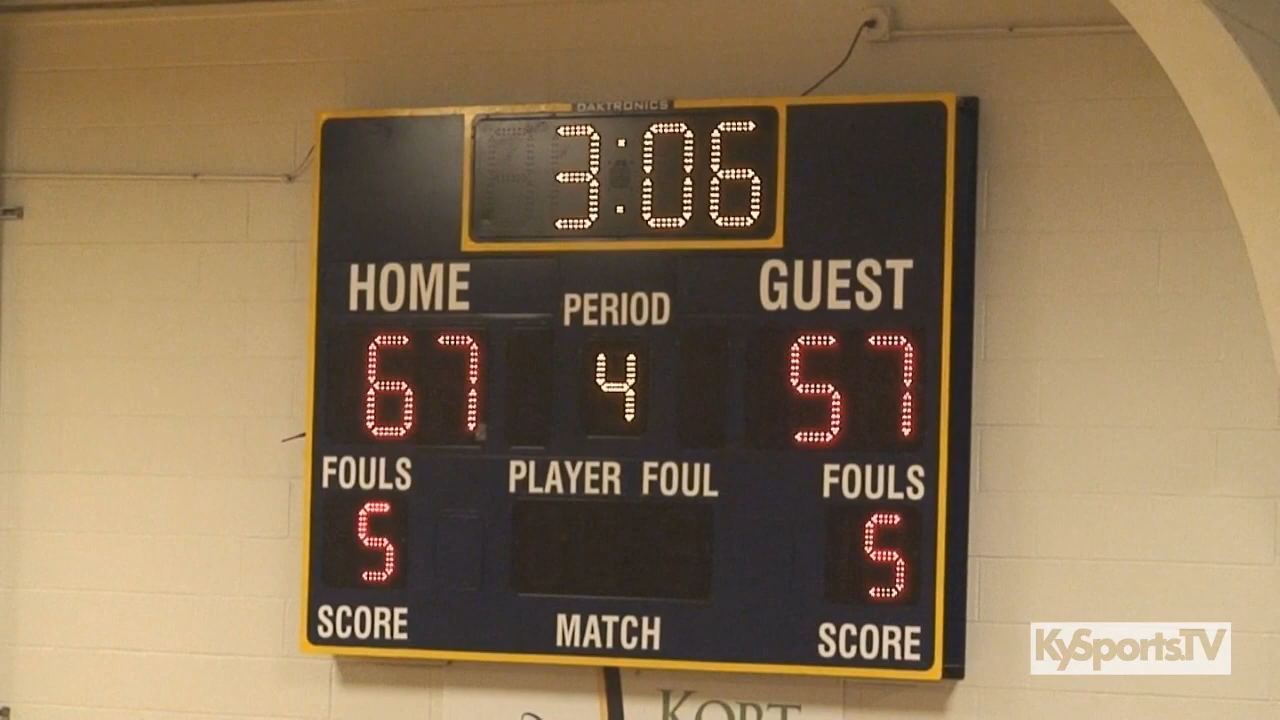 DAKTRONICS
3:06
HOME PERIOD GUEST
67 4 57
FOULS PLAYER FOUL FOULS
5 5
SCORE MATCH SCORE
KySports.TV
KORT